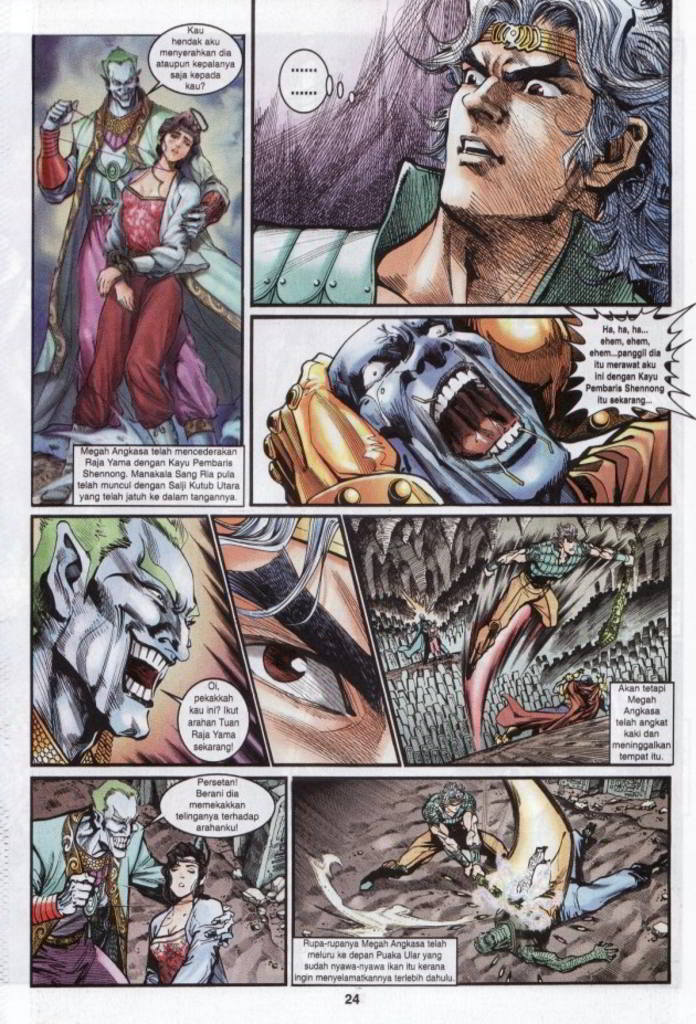 Kau
hendak aku
menyerahkan dia
ataupun kepalanya
saja kepada
kau?
......
......
Megah Angkasa telah mencederakan
Raja Yama dengan Kayu Pembaris
Shennong. Manakala Sang Ria pula
telah muncul dengan Salji Kutub Utara
yang telah jatuh ke dalam tangannya.
Ha, ha, ha...
ehem, ehem,
ehem...panggil dia
itu merawat aku
ini dengan Kayu
Pembaris Shennong
itu sekarang...
Oi,
pekakkah
kau ini? Ikut
arahan Tuan
Raja Yama
sekarang!
Akan tetapi
Megah
Angkasa
telah angkat
kaki dan
meninggalkan
tempat itu.
Persetan!
Berani dia
memekakkan
telinganya terhadap
arahanku!
Rupa-rupanya Megah Angkasa telah
meluru ke depan Puaka Ular yang
sudah nyawa-nyawa ikan itu kerana
ingin menyelamatkannya terlebih dahulu.
24